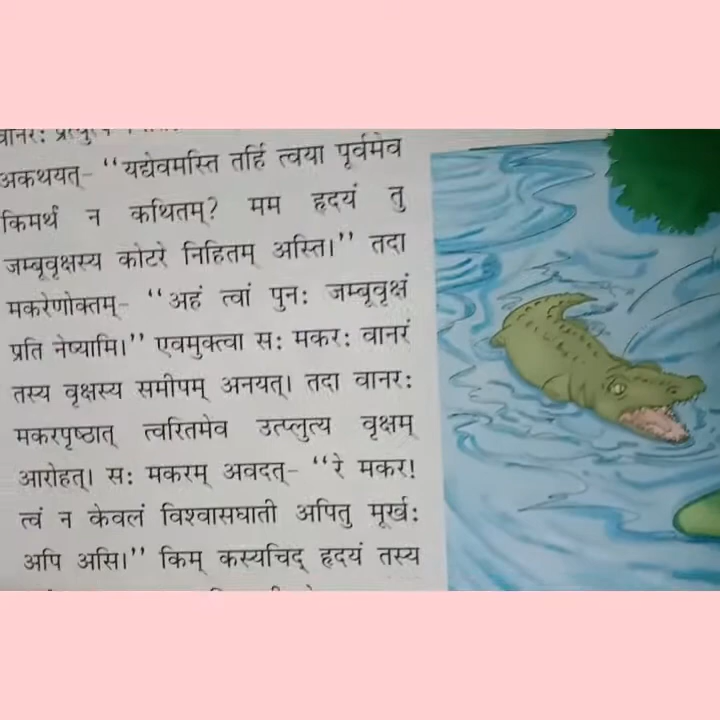 वानरः
अकथयत्- ‘‘यद्येवमस्ति तर्हि त्वया पूर्वमेव
किमर्थं न कथितम्? मम हृदयं तु
जम्बूवृक्षस्य कोटरे निहितम् अस्ति।’’ तदा
मकरेणोक्तम्- ‘‘अहं त्वां पुनः जम्बूवृक्षं
प्रति नेष्यामि।’’ एवमुक्त्वा सः मकरः वानरं
तस्य वृक्षस्य समीपम् अनयत्। तदा वानरः
मकरपृष्ठात् त्वरितमेव उत्प्लुत्य वृक्षम्
आरोहत्। सः मकरम् अवदत्- ‘‘रे मकर!
त्वं न केवलं विश्वासघाती अपितु मूर्खः
अपि असि।’’ किम् कस्यचिद् हृदयं तस्य